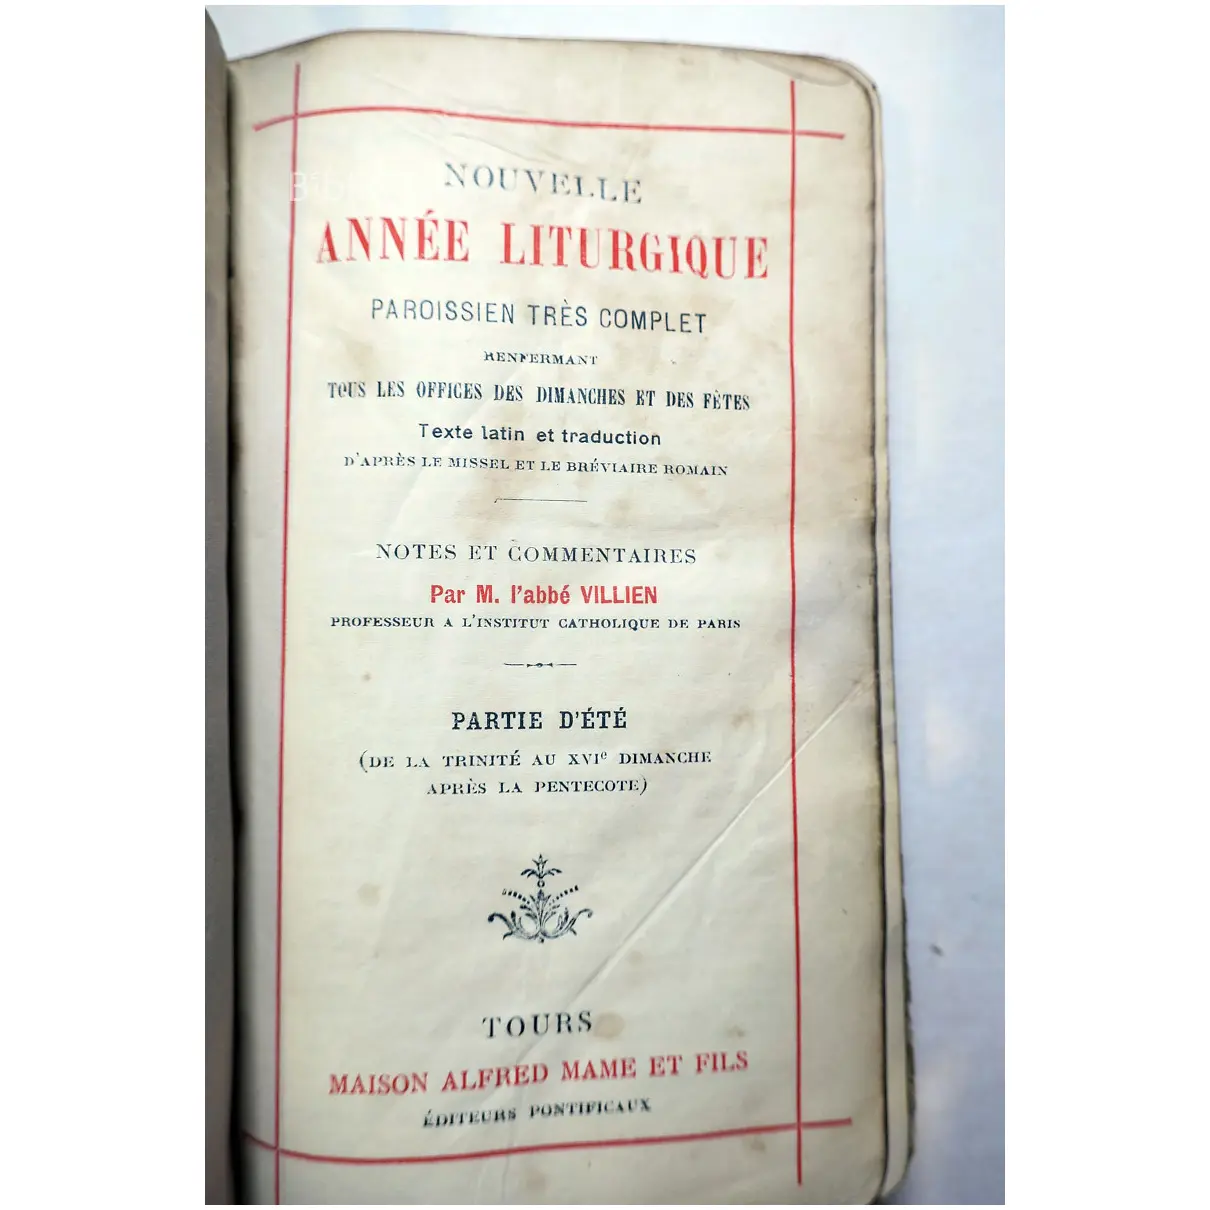 NOUVELLE
ANNÉE LITURGIQUE
PAROISSIEN TRÈS COMPLET
RENFERMANT
TOUS LES OFFICES DES DIMANCHES ET DES FÊTES
Texte latin et traduction
D'APRÈS LE MISSEL ET LE BRÉVIAIRE ROMAIN
NOTES ET COMMENTAIRES
Par M. l'abbé VILLIEN
PROFESSEUR A L'INSTITUT CATHOLIQUE DE PARIS
PARTIE D'ÉTÉ
(DE LA TRINITÉ AU XVIe DIMANCHE
APRÈS LA PENTECOTE)
TOURS
MAISON ALFRED MAME ET FILS
ÉDITEURS PONTIFICAUX